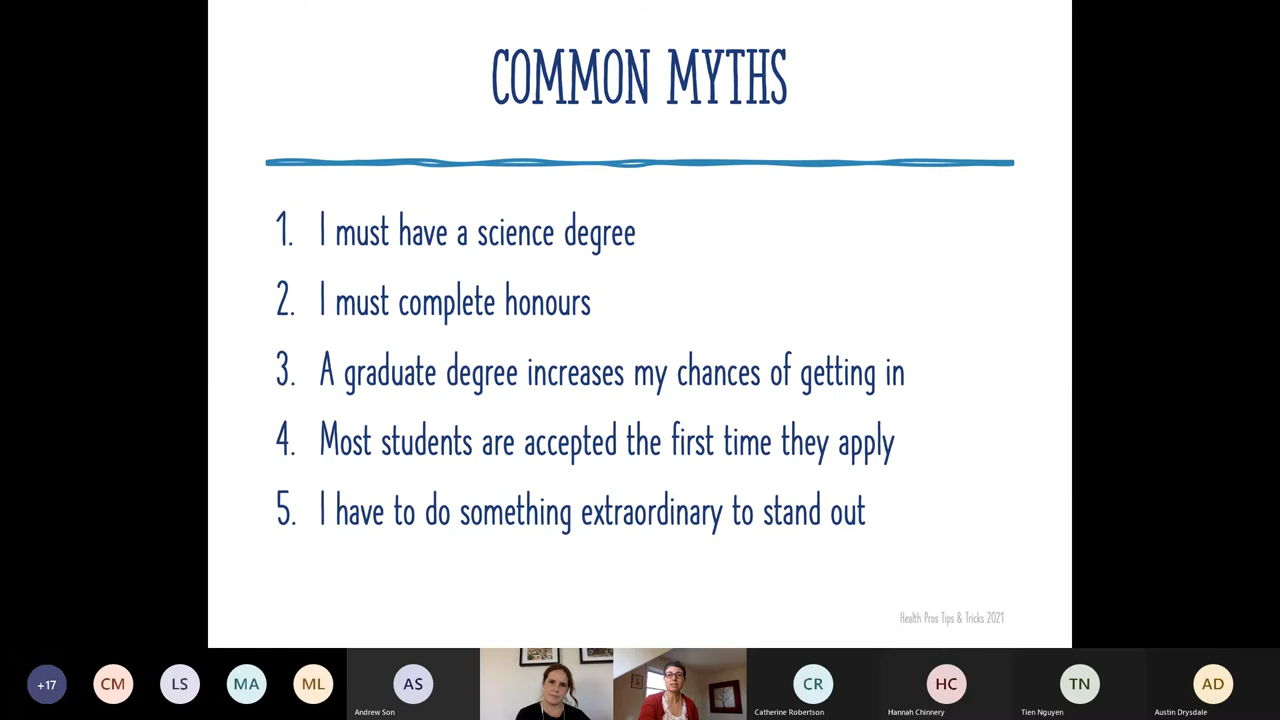 COMMON MYTHS
1. I must have a science degree
2. I must complete honours
3. A graduate degree increases my chances of getting in
4. Most students are accepted the first time they apply
5. I have to do something extraordinary to stand out
Health Pros Tips & Tricks 2021
+17
CM
LS
MA
ML
AS
CR
HC
TN
AD
Andrew Son
Catherine Robertson
Hannah Chinnery
Tien Nguyen
Austin Drysdale